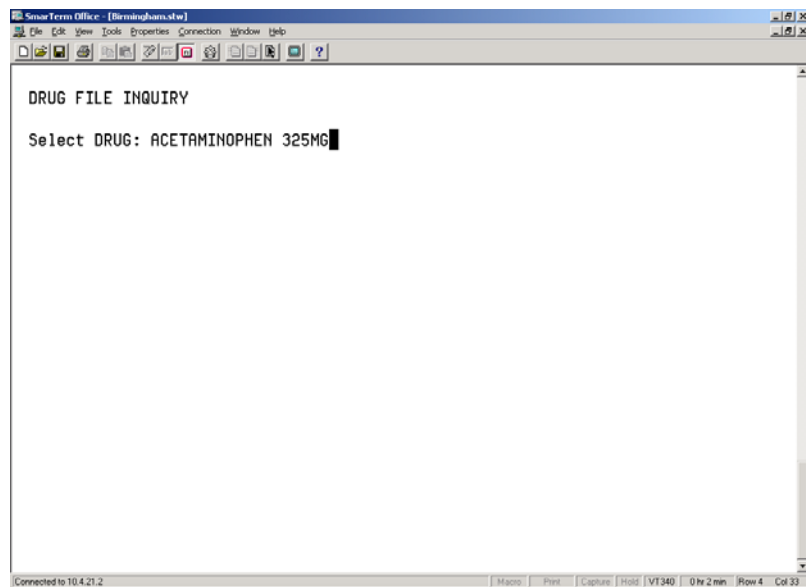 SmarTerm Office - [Birmingham.stw]
File Edit View Tools Properties Connection Window Help
DRUG FILE INQUIRY
Select DRUG: ACETAMINOPHEN 325MG
Connected to 10.4.21.2 Macro Print Capture Hold VT340 0 hr 2 min Row 4 Col 33